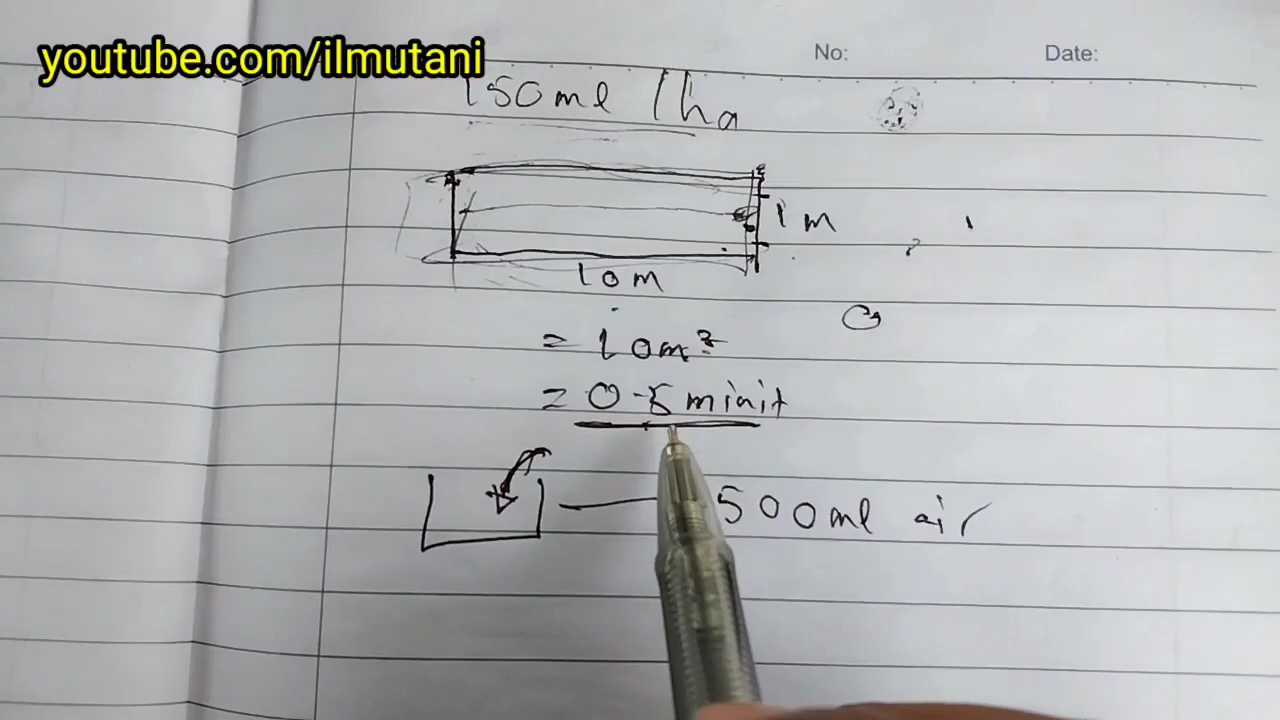 youtube.com/ilmutani
No: Date:
150ml /ha
1m
10m
= 10m²
= 0.5 minit
500ml air